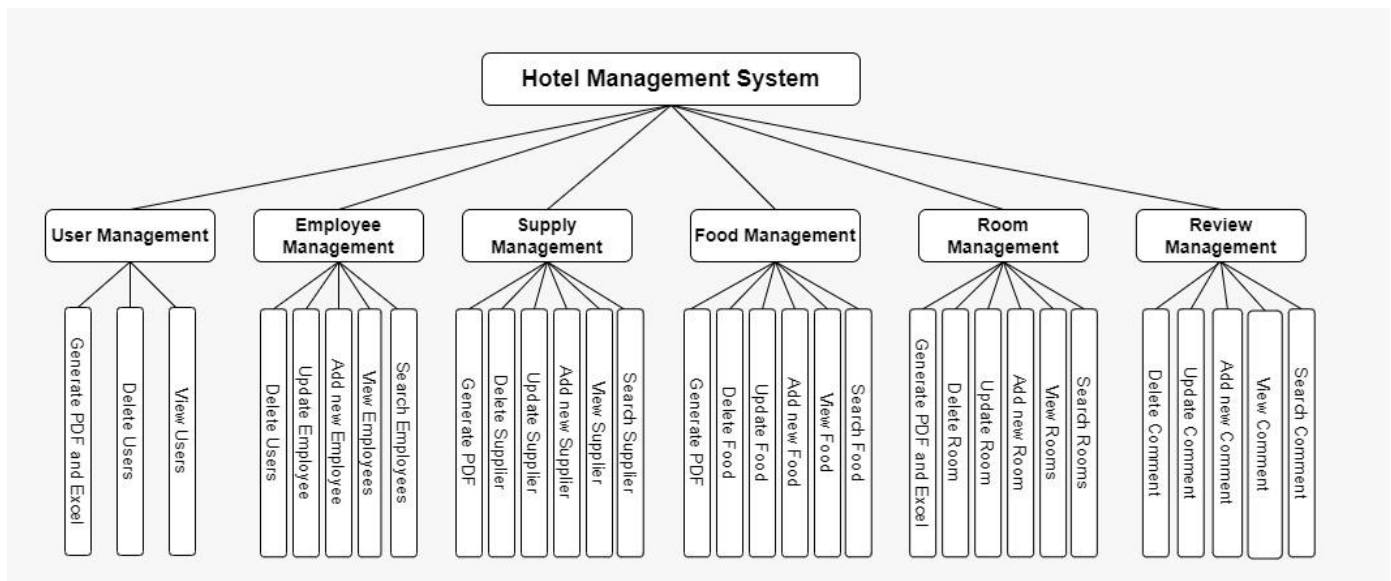 Hotel Management System
User Management
Employee
Management
Supply
Management
Food Management
Room
Management
Review
Management
Generate PDF and Excel
Delete Users
View Users
Delete Users
Update Employee
Add new Employee
View Employees
Search Employees
Generate PDF
Delete Supplier
Update Supplier
Add new Supplier
View Supplier
Search Supplier
Generate PDF
Delete Food
Update Food
Add new Food
View Food
Search Food
Generate PDF and Excel
Delete Room
Update Room
Add new Room
View Rooms
Search Rooms
Delete Comment
Update Comment
Add new Comment
View Comment
Search Comment